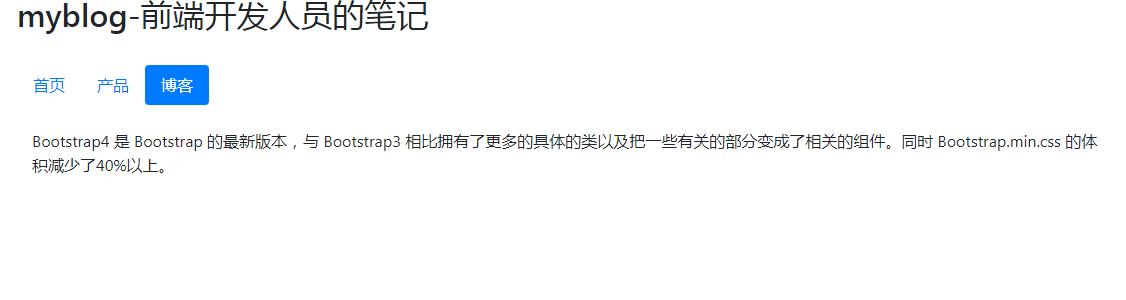 myblog-前端开发人员的笔记
首页 产品 博客
Bootstrap4 是 Bootstrap 的最新版本，与 Bootstrap3 相比拥有了更多的具体的类以及把一些有关的部分变成了相关的组件。同时 Bootstrap.min.css 的体
积减少了40%以上。